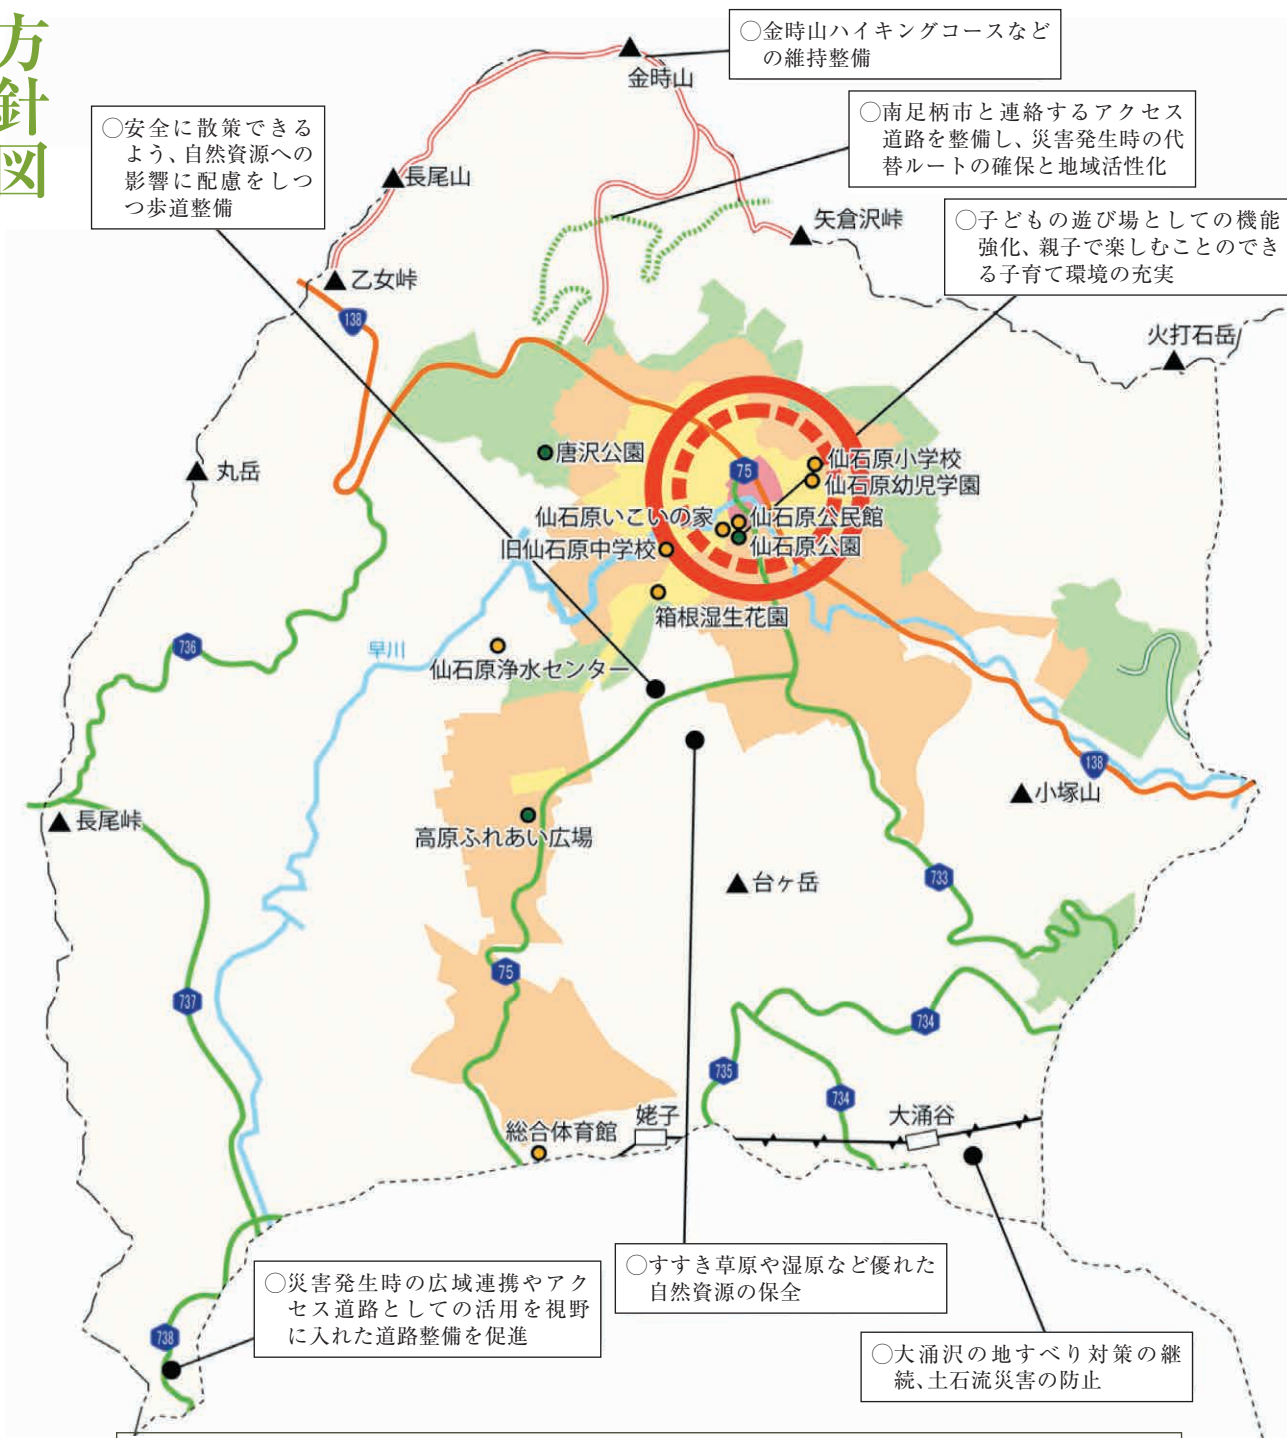 方針図
○金時山ハイキングコースなど
の維持整備
金時山
○南足柄市と連絡するアクセス
道路を整備し、災害発生時の代
替ルートの確保と地域活性化
○安全に散策できる
よう、自然資源への
影響に配慮をしつ
つ歩道整備
長尾山
矢倉沢峠
○子どもの遊び場としての機能
強化、親子で楽しむことのでき
る子育て環境の充実
乙女峠
138
火打石岳
丸岳
唐沢公園
75
仙石原小学校
仙石原幼児学園
仙石原いこいの家
仙石原公民館
旧仙石原中学校
仙石原公園
箱根湿生花園
736
早川
仙石原浄水センター
138
小塚山
長尾峠
高原ふれあい広場
台ヶ岳
733
75
737
734
735
734
姥子
大涌谷
総合体育館
○すすき草原や湿原など優れた
自然資源の保全
○災害発生時の広域連携やアク
セス道路としての活用を視野
に入れた道路整備を促進
738
○大涌沢の地すべり対策の継
続、土石流災害の防止